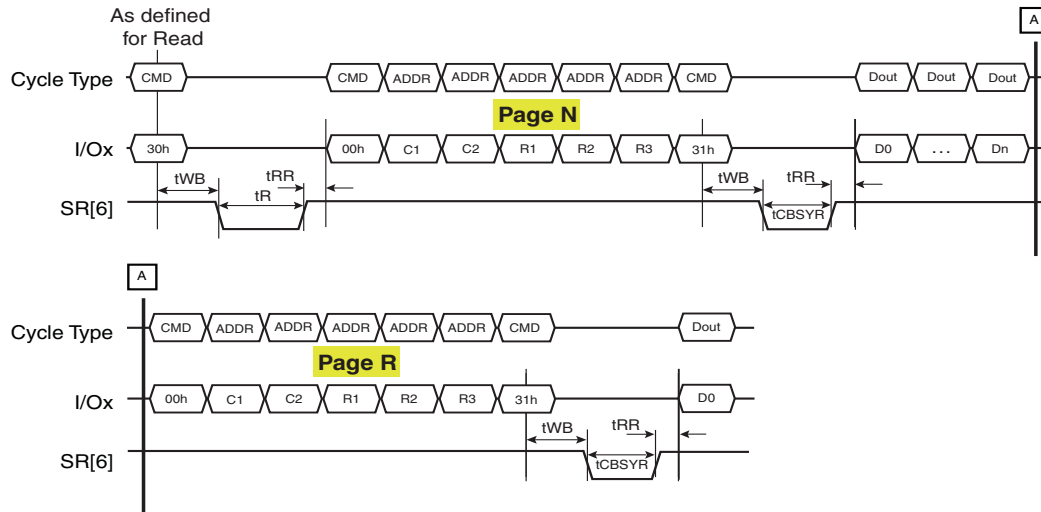 As defined
for Read
A
Cycle Type CMD CMD ADDR ADDR ADDR ADDR ADDR CMD Dout Dout Dout
Page N
I/Ox 30h 00h C1 C2 R1 R2 R3 31h D0 ... Dn
tWB tRR tWB tRR
tR tCBSYR
SR[6]
A
Cycle Type CMD ADDR ADDR ADDR ADDR ADDR CMD Dout
Page R
I/Ox 00h C1 C2 R1 R2 R3 31h D0
tWB tRR
tCBSYR
SR[6]